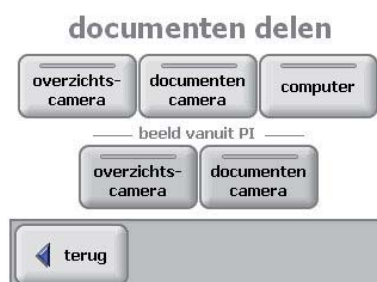 documenten delen
overzichts- documenten computer
camera camera
beeld vanuit PI
overzichts- documenten
camera camera
terug